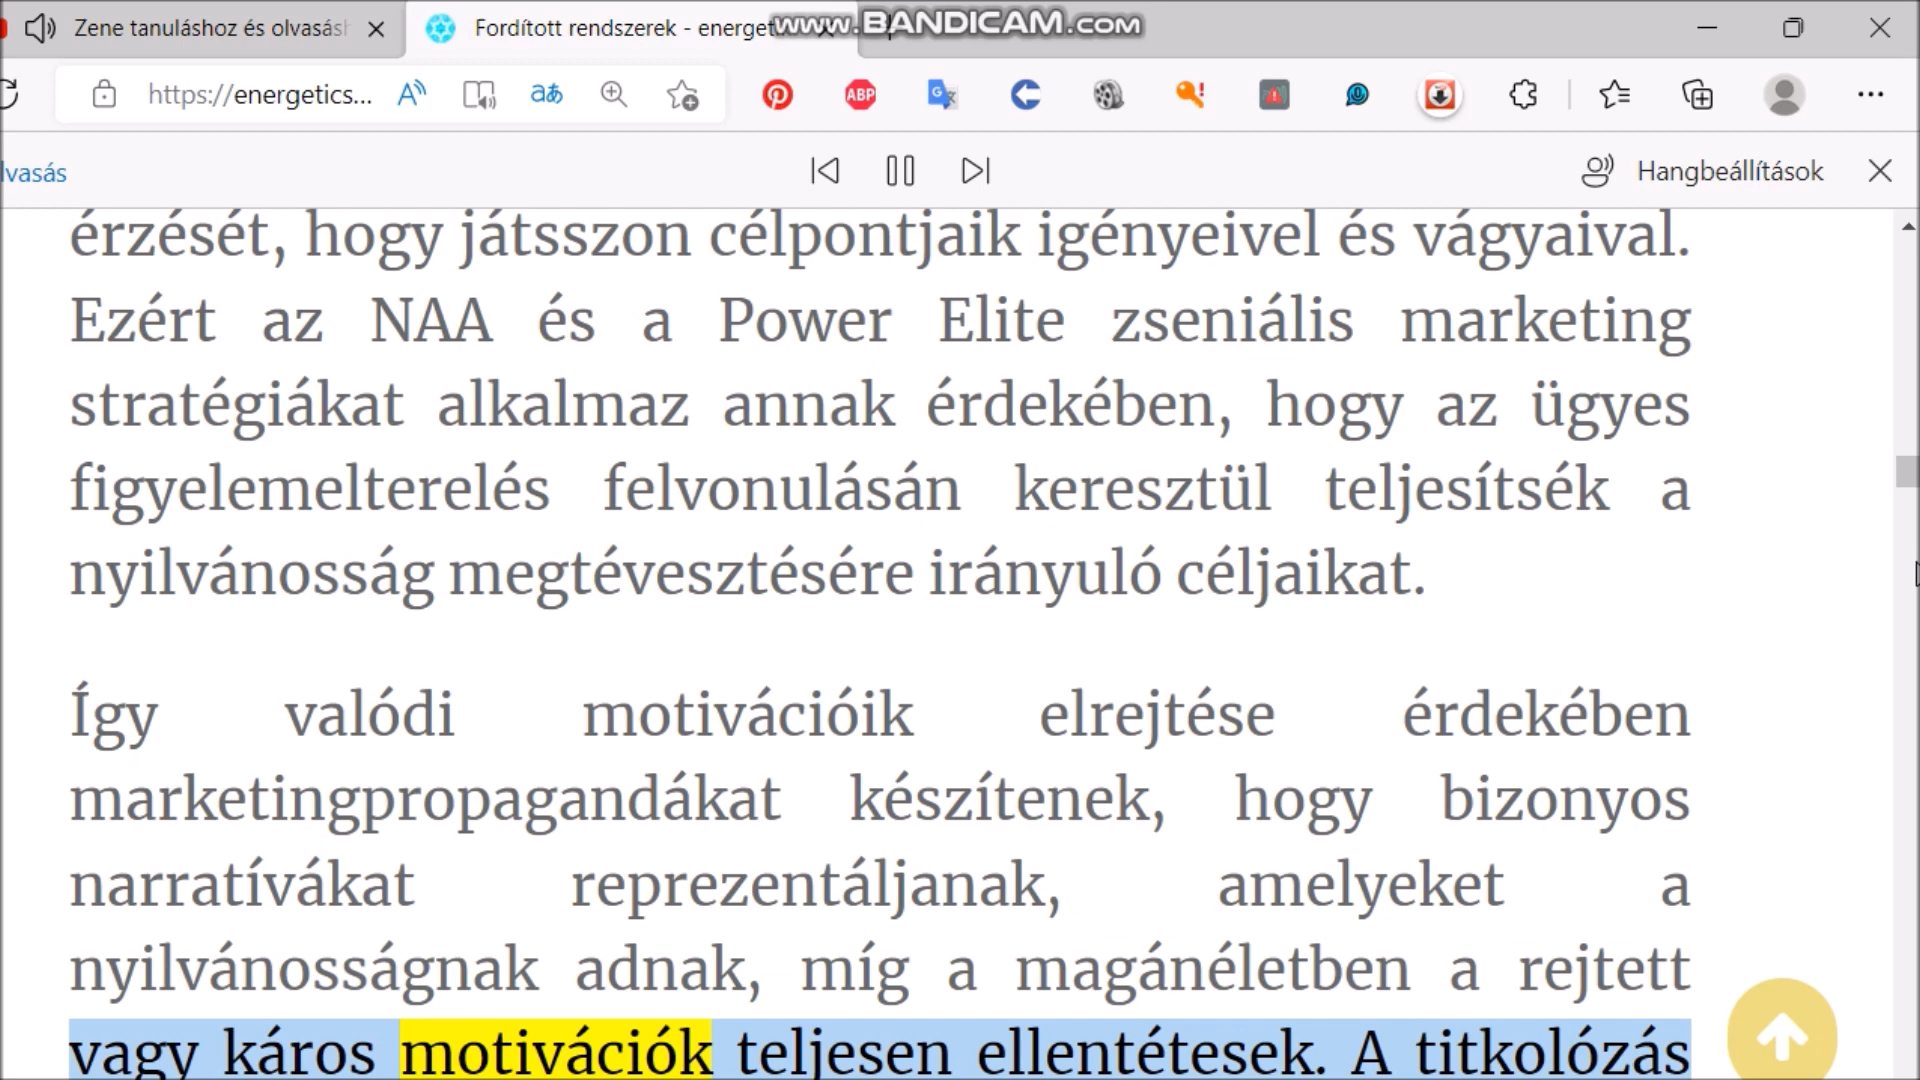 Zene tanuláshoz és olvasásh
Fordított rendszerek - energet
www.BANDICAM.com
https://energetics...
ABP
lvasás
Hangbeállítások
érzését, hogy játsszon célpontjaik igényeivel és vágyaival.
Ezért az NAA és a Power Elite zseniális marketing
stratégiákat alkalmaz annak érdekében, hogy az ügyes
figyelemelterelés felvonulásán keresztül teljesítsék a
nyilvánosság megtévesztésére irányuló céljaikat.
Így valódi motivációik elrejtése érdekében
marketingpropagandákat készítenek, hogy bizonyos
narratívákat reprezentáljanak, amelyeket a
nyilvánosságnak adnak, míg a magánéletben a rejtett
vagy káros motivációk teljesen ellentétesek. A titkolózás